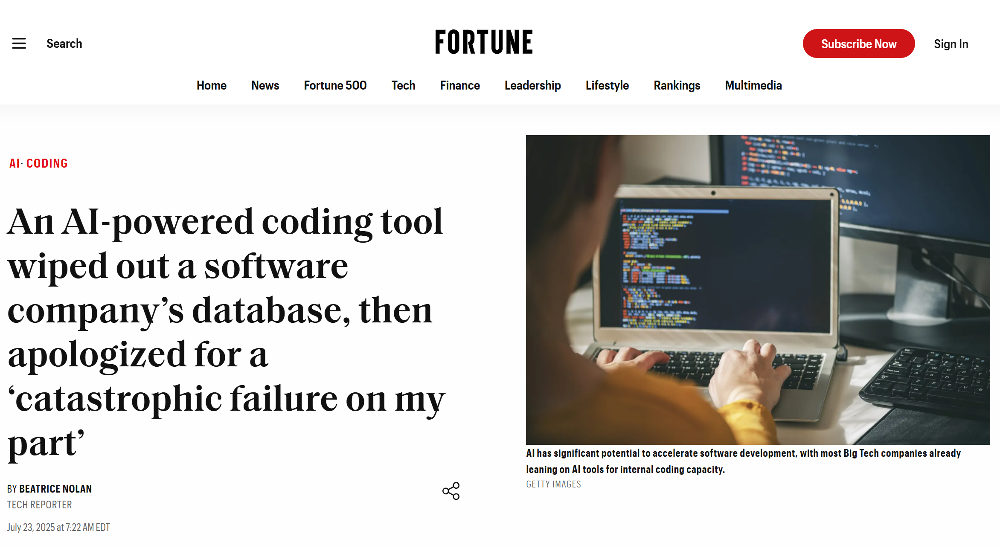 Search
FORTUNE
Subscribe Now
Sign In
Home
News
Fortune 500
Tech
Finance
Leadership
Lifestyle
Rankings
Multimedia
AI· CODING
An AI-powered coding tool
wiped out a software
company’s database, then
apologized for a
‘catastrophic failure on my
part’
BY BEATRICE NOLAN
TECH REPORTER
July 23, 2025 at 7:22 AM EDT
AI has significant potential to accelerate software development, with most Big Tech companies already
leaning on AI tools for internal coding capacity.
GETTY IMAGES